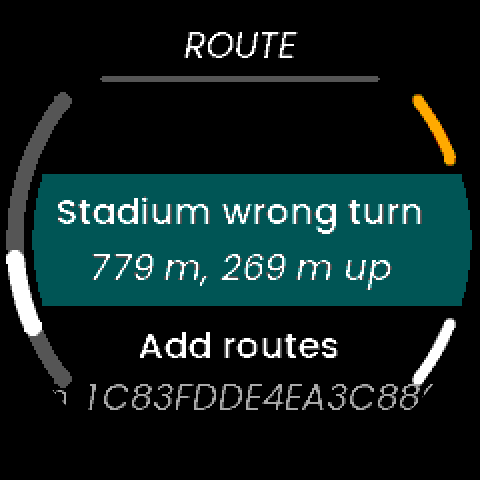 ROUTE
Stadium wrong turn
779 m, 269 m up
Add routes
1C83FDDE4EA3C88